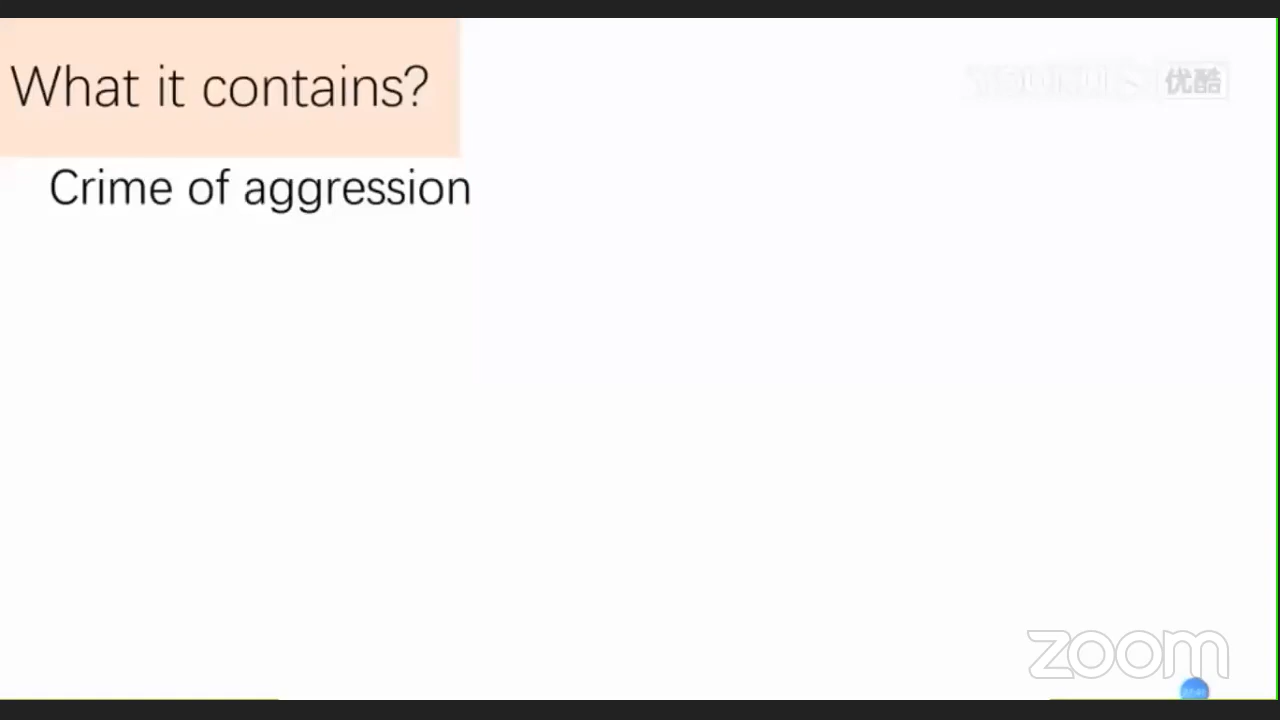 What it contains?
优酷
Crime of aggression
zoom